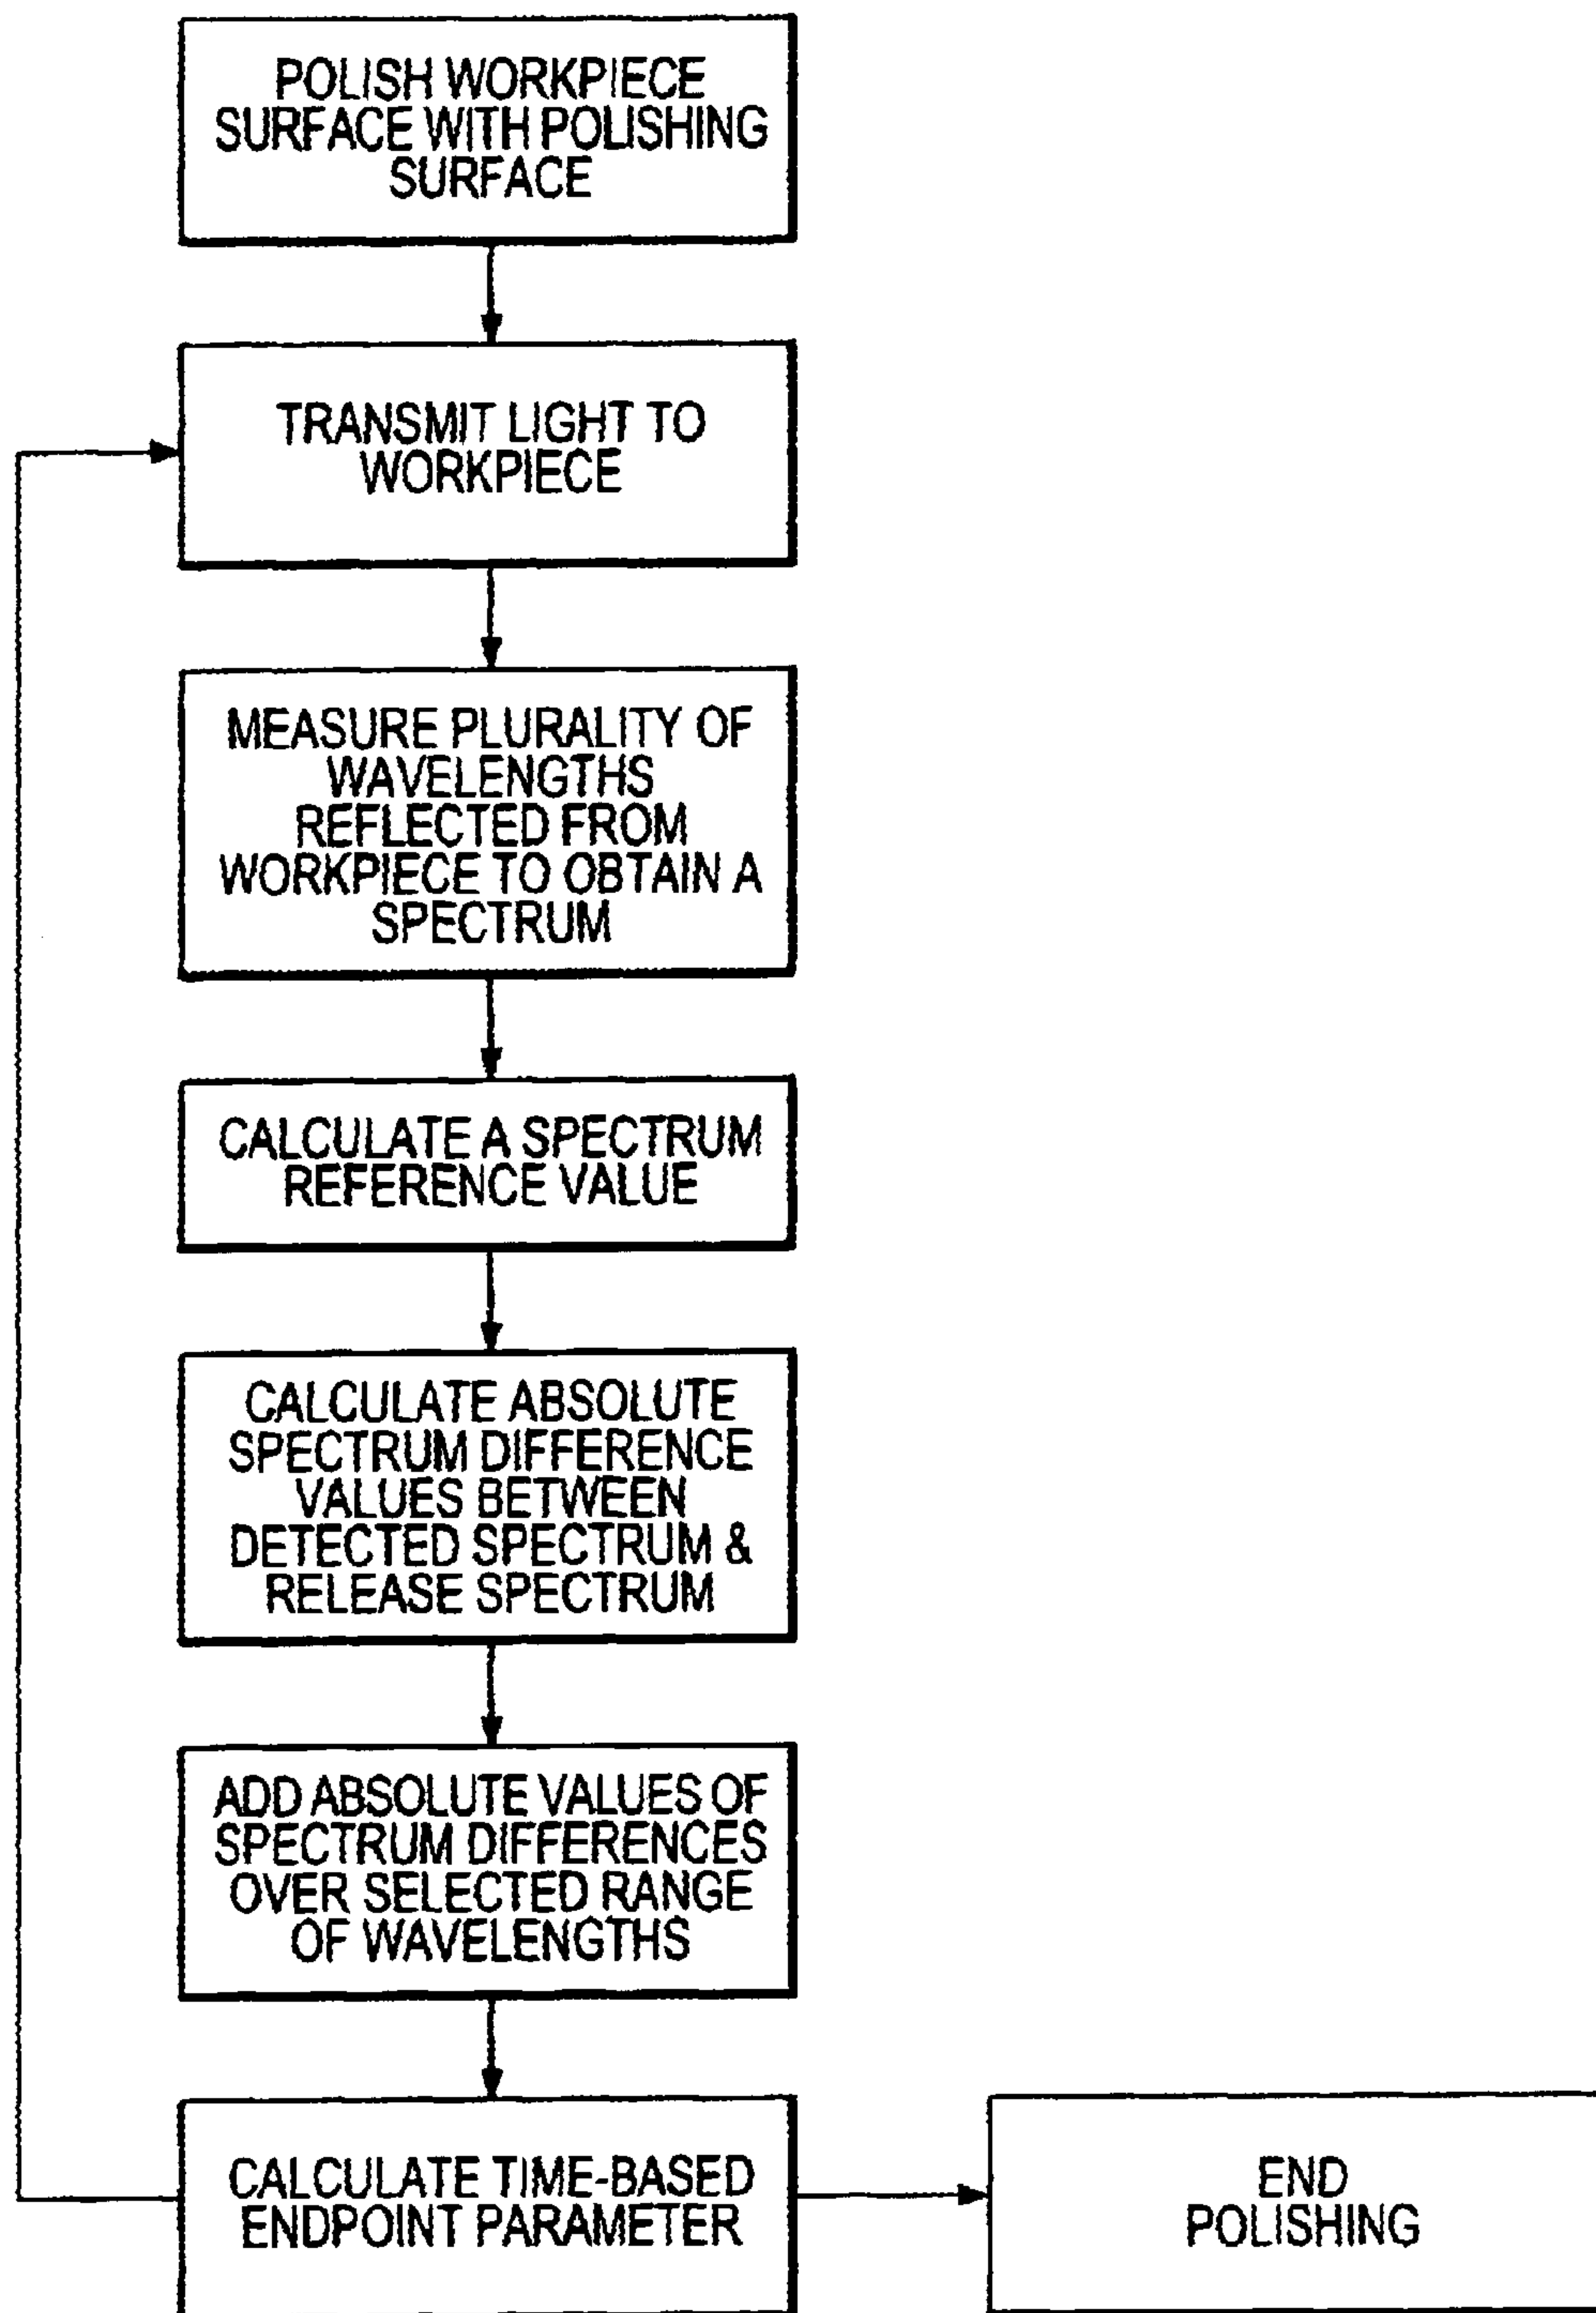 POLISH WORKPIECE
SURFACE WITH POLISHING
SURFACE
TRANSMIT LIGHT TO
WORKPIECE
MEASURE PLURALITY OF
WAVELENGTHS
REFLECTED FROM
WORKPIECE TO OBTAIN A
SPECTRUM
CALCULATE A SPECTRUM
REFERENCE VALUE
CALCULATE ABSOLUTE
SPECTRUM DIFFERENCE
VALUES BETWEEN
DETECTED SPECTRUM &
RELEASE SPECTRUM
ADD ABSOLUTE VALUES OF
SPECTRUM DIFFERENCES
OVER SELECTED RANGE
OF WAVELENGTHS
CALCULATE TIME-BASED
ENDPOINT PARAMETER
END
POLISHING